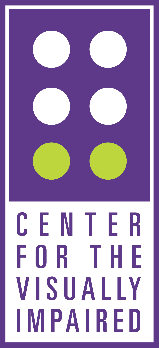 CENTER
FOR THE
VISUALLY
IMPAIRED